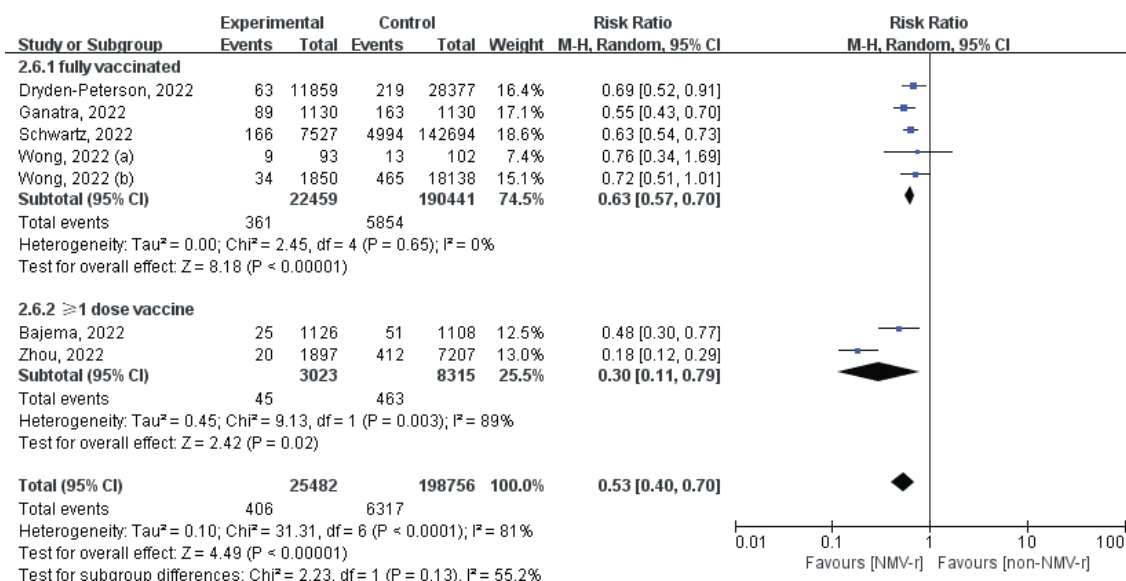 Experimental Control Risk Ratio Risk Ratio
Study or Subgroup Events Total Events Total Weight M-H, Random, 95% CI M-H, Random, 95% CI
2.6.1 fully vaccinated
Dryden-Peterson, 2022 63 11859 219 28377 16.4% 0.69 [0.52, 0.91]
Ganatra, 2022 89 1130 163 1130 17.1% 0.55 [0.43, 0.70]
Schwartz, 2022 166 7527 4994 142694 18.6% 0.63 [0.54, 0.73]
Wong, 2022 (a) 9 93 13 102 7.4% 0.76 [0.34, 1.69]
Wong, 2022 (b) 34 1850 465 18138 15.1% 0.72 [0.51, 1.01]
Subtotal (95% CI) 22459 190441 74.5% 0.63 [0.57, 0.70]
Total events 361 5854
Heterogeneity: Tau² = 0.00; Chi² = 2.45, df = 4 (P = 0.65); I² = 0%
Test for overall effect: Z = 8.18 (P < 0.00001)
2.6.2 ≥1 dose vaccine
Bajema, 2022 25 1126 51 1108 12.5% 0.48 [0.30, 0.77]
Zhou, 2022 20 1897 412 7207 13.0% 0.18 [0.12, 0.29]
Subtotal (95% CI) 3023 8315 25.5% 0.30 [0.11, 0.79]
Total events 45 463
Heterogeneity: Tau² = 0.45; Chi² = 9.13, df = 1 (P = 0.003); I² = 89%
Test for overall effect: Z = 2.42 (P = 0.02)
Total (95% CI) 25482 198756 100.0% 0.53 [0.40, 0.70]
Total events 406 6317
Heterogeneity: Tau² = 0.10; Chi² = 31.31, df = 6 (P < 0.0001); I² = 81%
Test for overall effect: Z = 4.49 (P < 0.00001)
Test for subgroup differences: Chi² = 2.23, df = 1 (P = 0.13), I² = 55.2%
0.01 0.1 1 10 100
Favours [NMV-r] Favours [non-NMV-r]